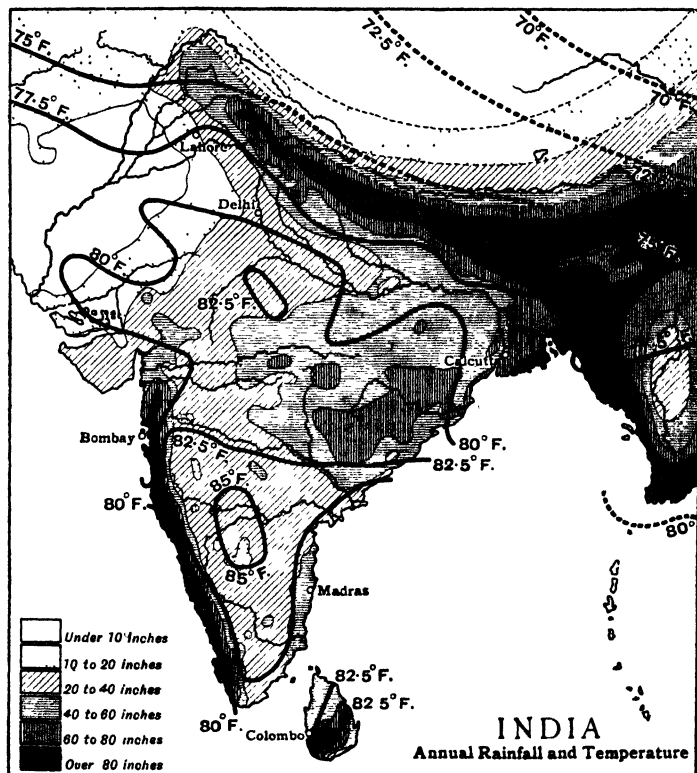 75°F.
72.5°F.
70°F.
70°F.
77.5°F.
Lahore
Delhi
80°F.
82.5°F.
Calcutta
Bombay
82.5°F.
80°F.
82.5°F.
85°F.
80°F.
80°
85°F.
Madras
Under 10 inches
10 to 20 inches
20 to 40 inches
40 to 60 inches
60 to 80 inches
Over 80 inches
80°F.
82.5°F.
82 5°F.
Colombo
INDIA
Annual Rainfall and Temperature